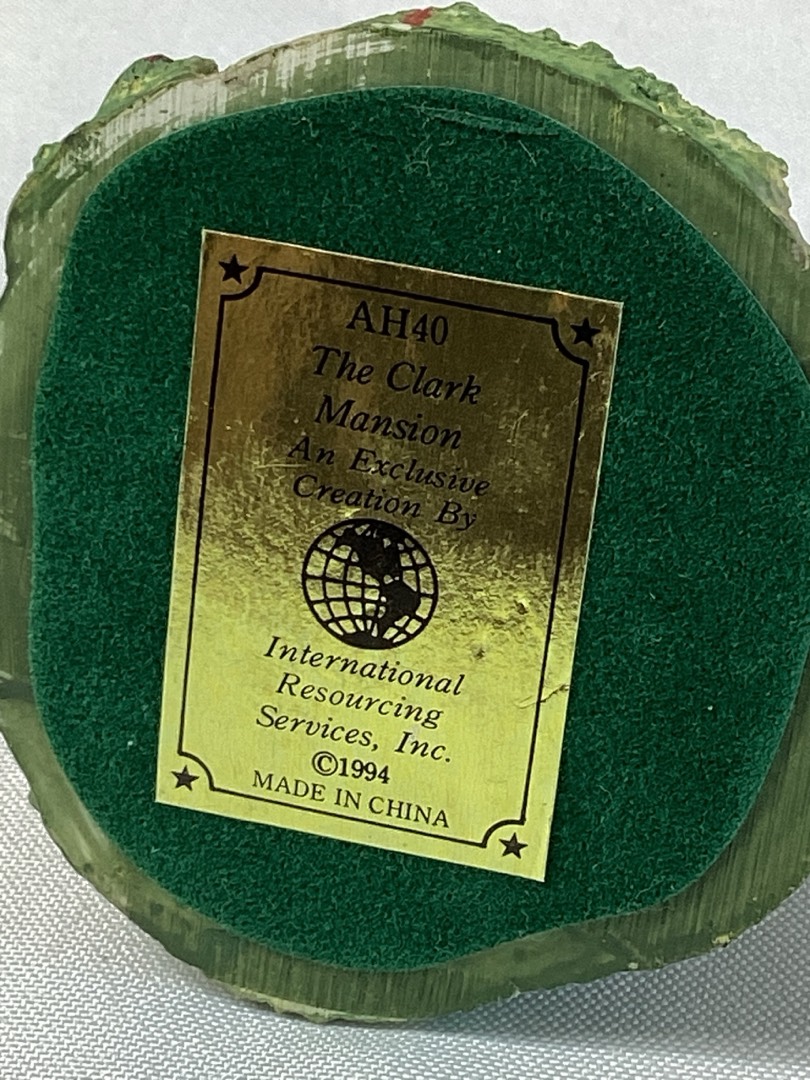 AH40
The Clark
Mansion
An Exclusive
Creation By
International
Resourcing
Services, Inc.
©1994
MADE IN CHINA